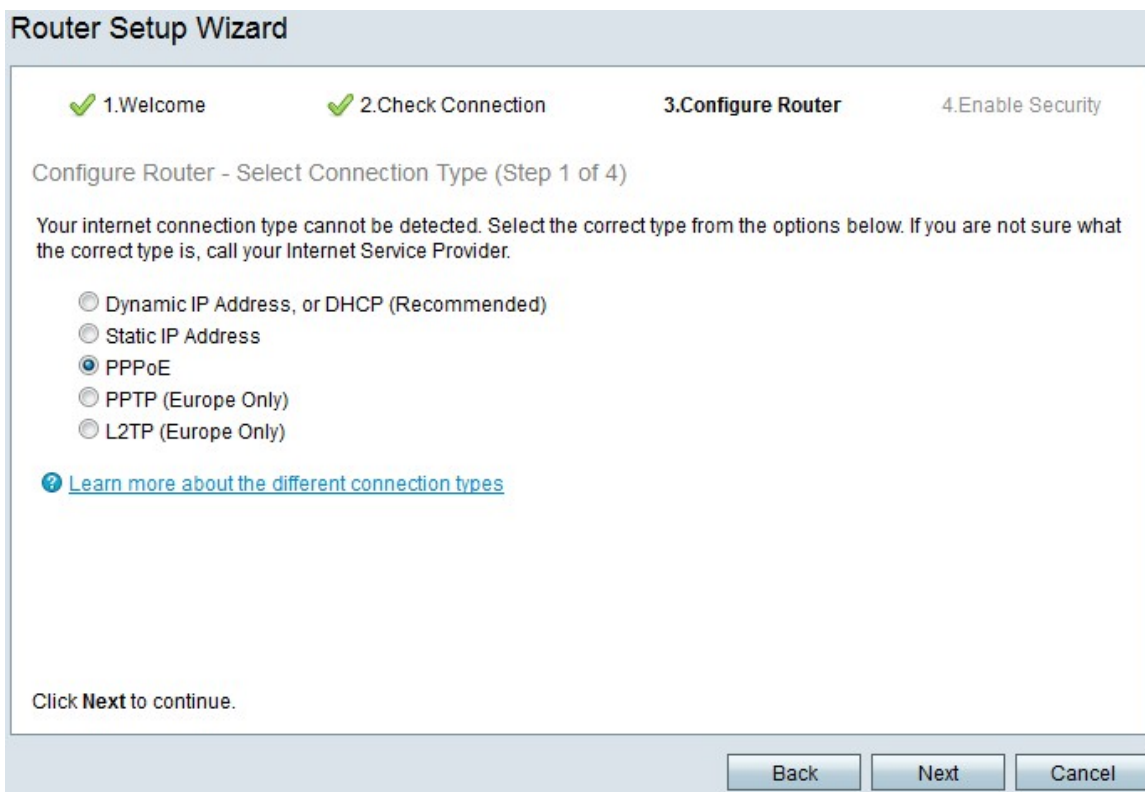 Router Setup Wizard
1.Welcome
2.Check Connection
3.Configure Router
4.Enable Security
Configure Router - Select Connection Type (Step 1 of 4)
Your internet connection type cannot be detected. Select the correct type from the options below. If you are not sure what
the correct type is, call your Internet Service Provider.
Dynamic IP Address, or DHCP (Recommended)
Static IP Address
PPPoE
PPTP (Europe Only)
L2TP (Europe Only)
? Learn more about the different connection types
Click Next to continue.
Back
Next
Cancel